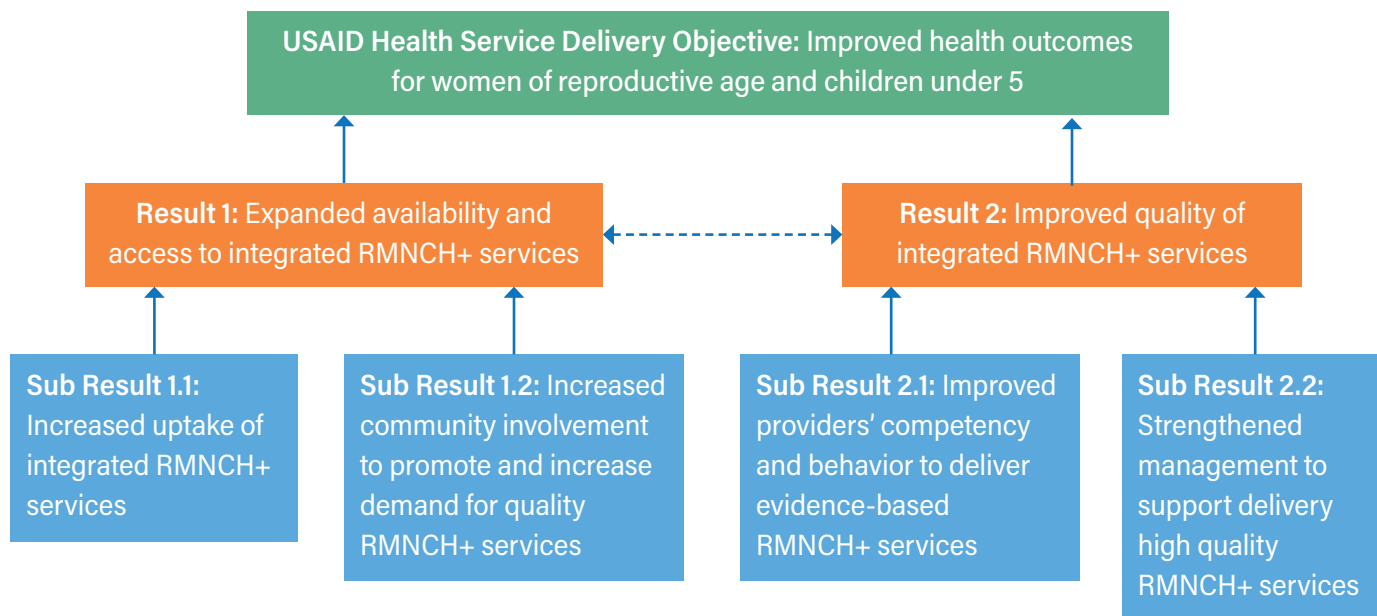 USAID Health Service Delivery Objective: Improved health outcomes
for women of reproductive age and children under 5
Result 1: Expanded availability and
access to integrated RMNCH+ services
Result 2: Improved quality of
integrated RMNCH+ services
Sub Result 1.1:
Increased uptake of
integrated RMNCH+
services
Sub Result 1.2: Increased
community involvement
to promote and increase
demand for quality
RMNCH+ services
Sub Result 2.1: Improved
providers’ competency
and behavior to deliver
evidence-based
RMNCH+ services
Sub Result 2.2:
Strengthened
management to
support delivery
high quality
RMNCH+ services